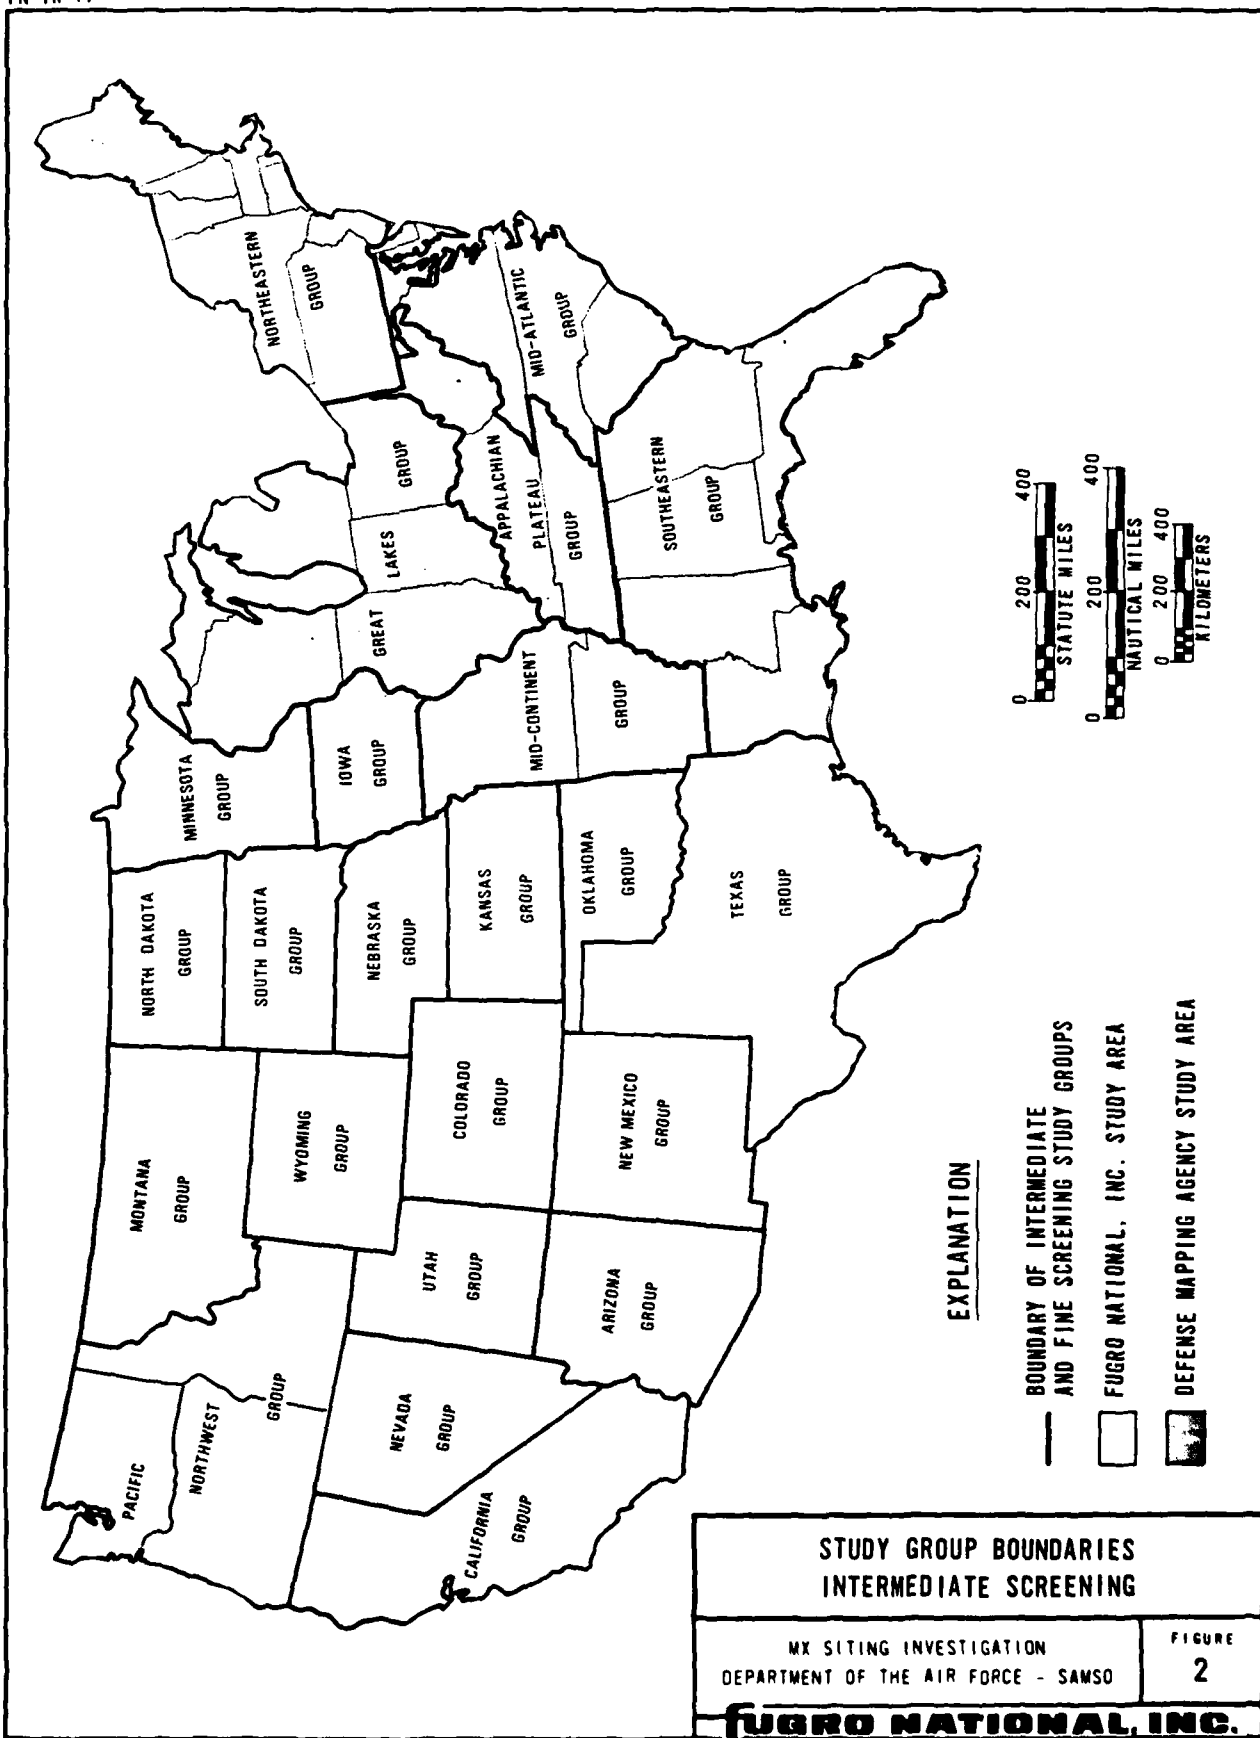 PACIFIC
NORTHWEST
GROUP
MONTANA
GROUP
NORTH DAKOTA
GROUP
MINNESOTA
GROUP
SOUTH DAKOTA
GROUP
WYOMING
GROUP
NEBRASKA
GROUP
IOWA
GROUP
GREAT
LAKES
GROUP
NORTHEASTERN
GROUP
CALIFORNIA
GROUP
NEVADA
GROUP
UTAH
GROUP
COLORADO
GROUP
KANSAS
GROUP
MID-CONTINENT
GROUP
APPALACHIAN
PLATEAU
GROUP
MID-ATLANTIC
GROUP
ARIZONA
GROUP
NEW MEXICO
GROUP
OKLAHOMA
GROUP
TEXAS
GROUP
SOUTHEASTERN
GROUP
EXPLANATION
BOUNDARY OF INTERMEDIATE
AND FINE SCREENING STUDY GROUPS
FUGRO NATIONAL, INC. STUDY AREA
DEFENSE MAPPING AGENCY STUDY AREA
0 200 400
STATUTE MILES
0 200 400
NAUTICAL MILES
0 200 400
KILOMETERS
STUDY GROUP BOUNDARIES
INTERMEDIATE SCREENING
MX SITING INVESTIGATION
DEPARTMENT OF THE AIR FORCE - SAMSO
FIGURE
2
FUGRO NATIONAL, INC.